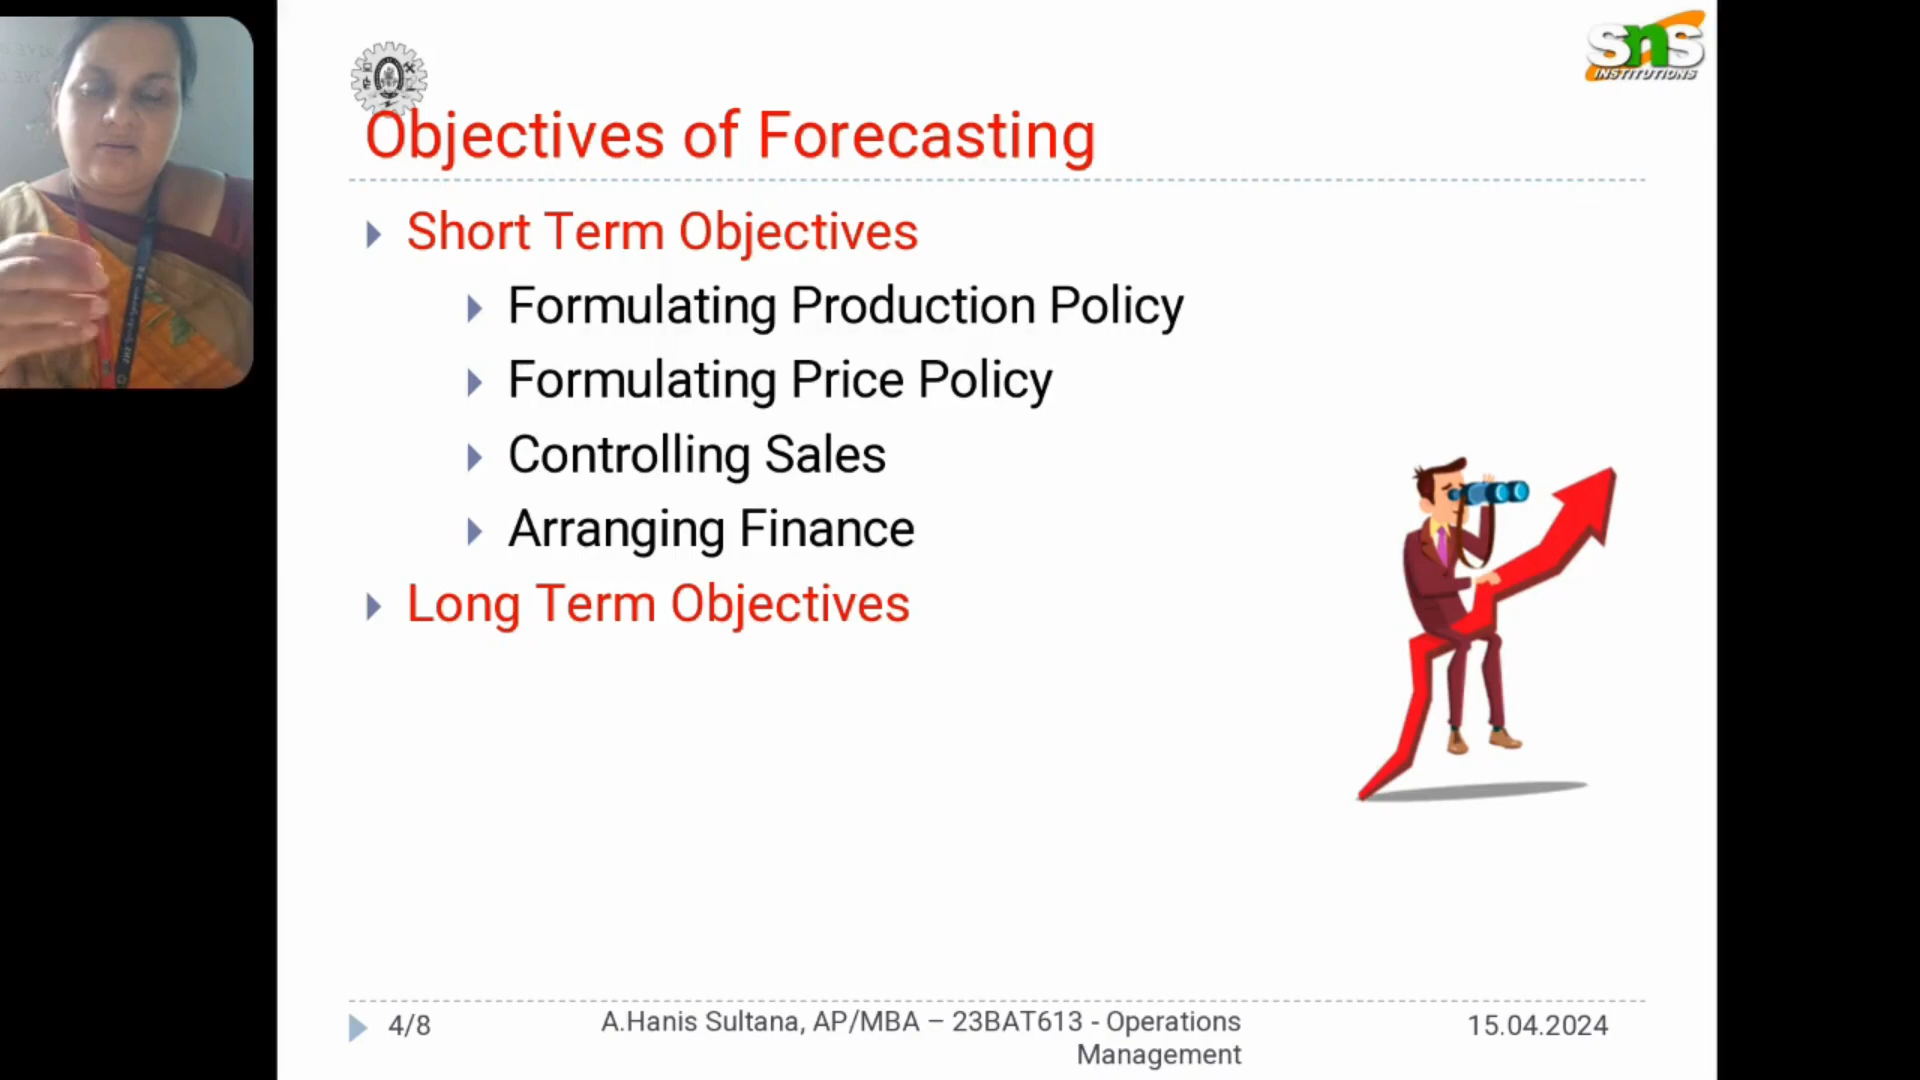 SNS
INSTITUTIONS
Objectives of Forecasting
Short Term Objectives
Formulating Production Policy
Formulating Price Policy
Controlling Sales
Arranging Finance
Long Term Objectives
4/8
A.Hanis Sultana, AP/MBA – 23BAT613 - Operations
Management
15.04.2024